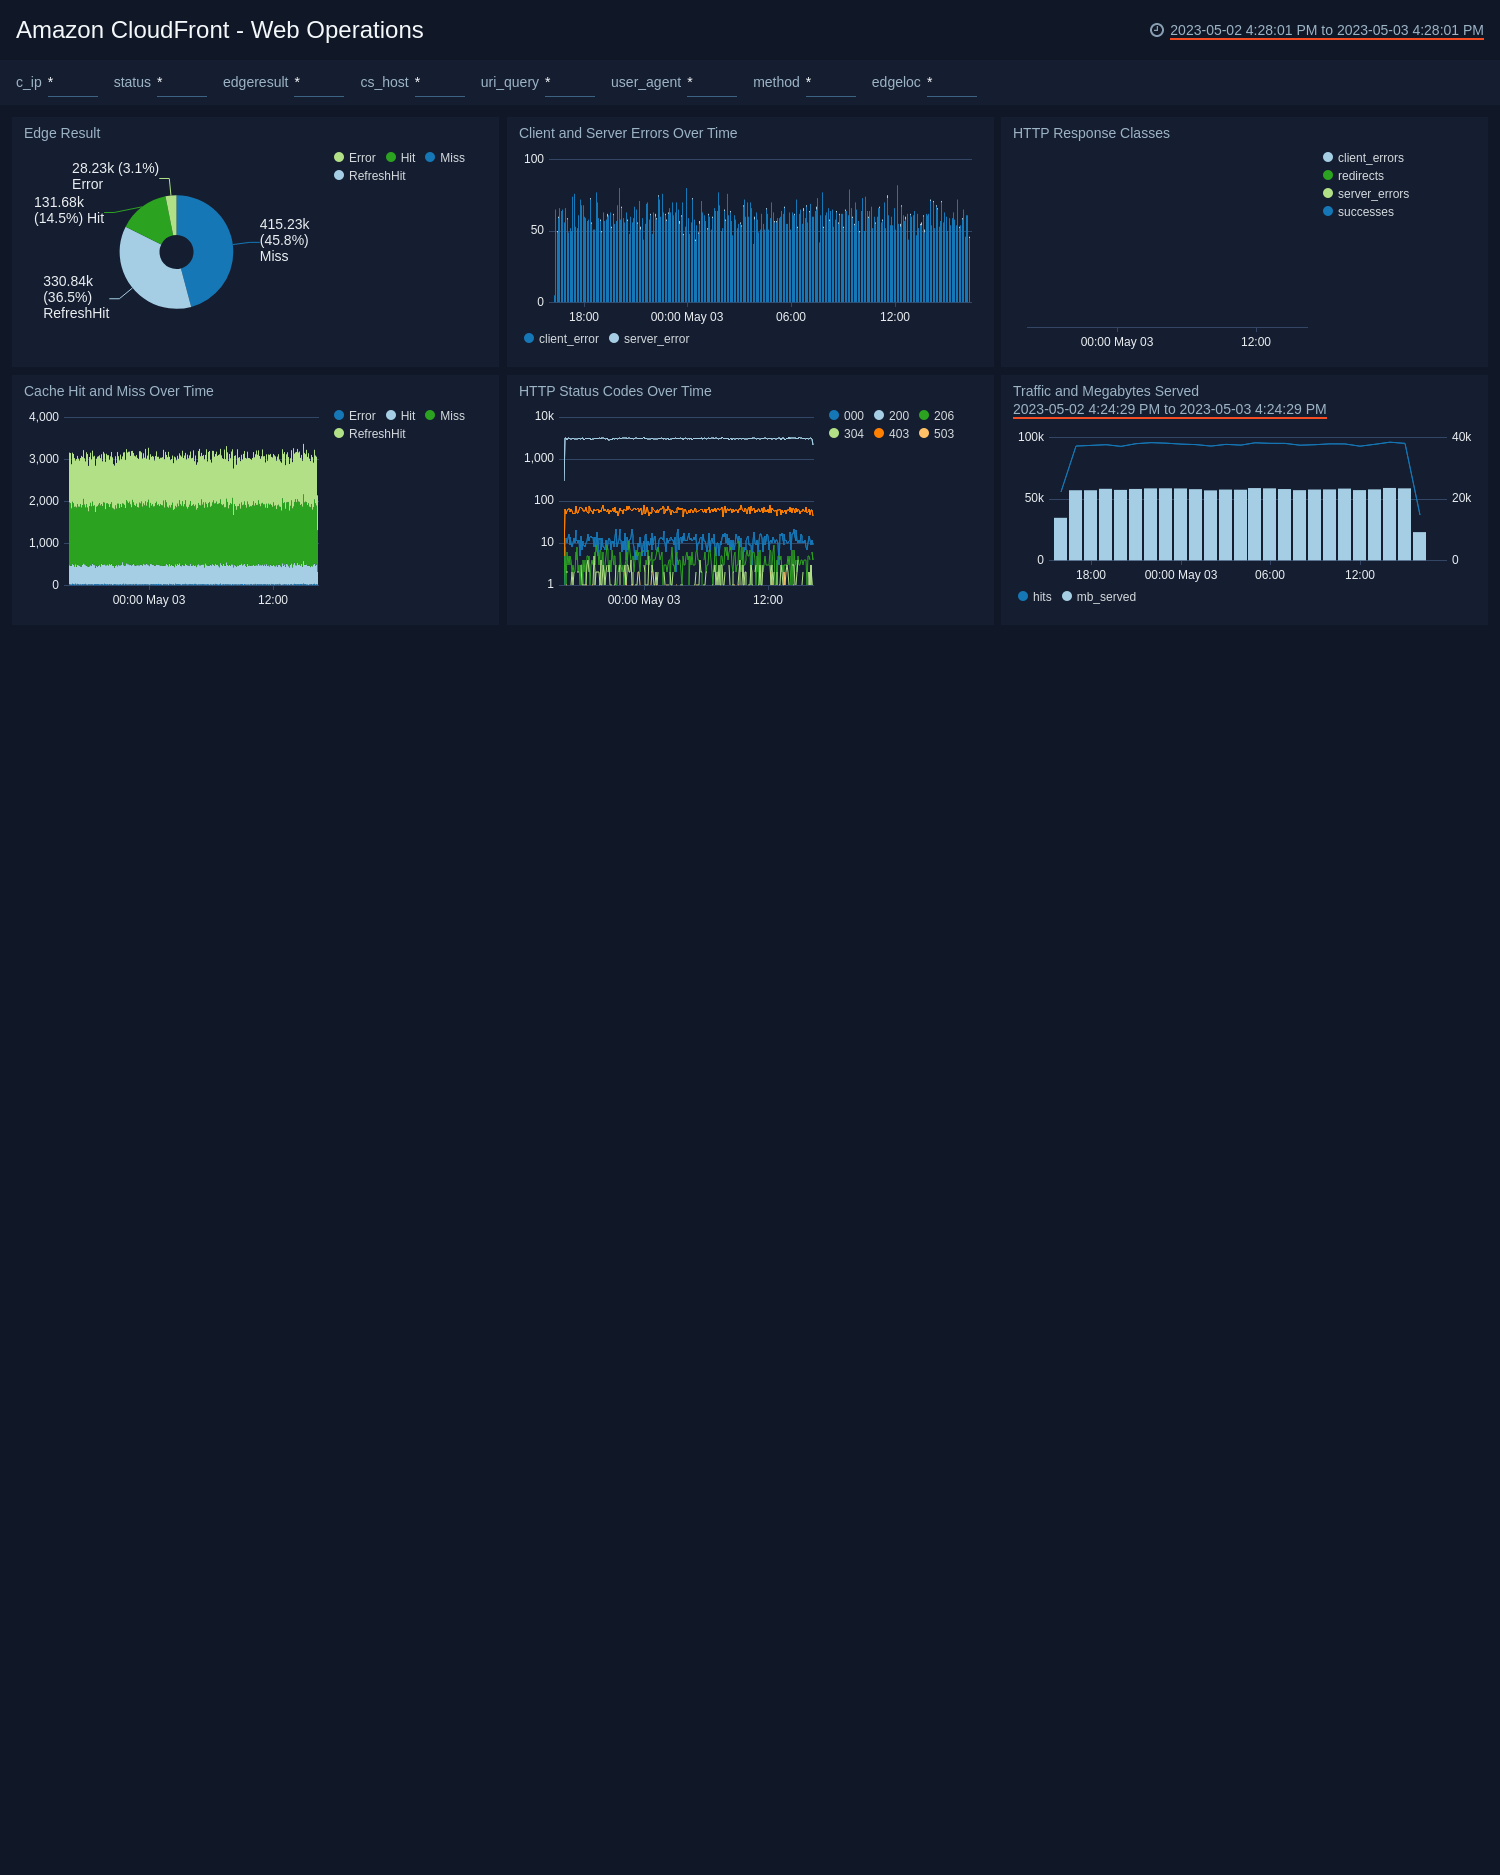 Amazon CloudFront - Web Operations
2023-05-02 4:28:01 PM to 2023-05-03 4:28:01 PM
c_ip * status * edgeresult * cs_host * uri_query * user_agent * method * edgeloc *
Edge Result
28.23k (3.1%)
Error
131.68k
(14.5%) Hit
415.23k
(45.8%)
Miss
330.84k
(36.5%)
RefreshHit
Error Hit Miss
RefreshHit
Client and Server Errors Over Time
100
50
0
18:00 00:00 May 03 06:00 12:00
client_error server_error
HTTP Response Classes
client_errors
redirects
server_errors
successes
00:00 May 03 12:00
Cache Hit and Miss Over Time
4,000
3,000
2,000
1,000
0
00:00 May 03 12:00
Error Hit Miss
RefreshHit
HTTP Status Codes Over Time
10k
1,000
100
10
1
00:00 May 03 12:00
000 200 206
304 403 503
Traffic and Megabytes Served
2023-05-02 4:24:29 PM to 2023-05-03 4:24:29 PM
100k 40k
50k 20k
0 0
18:00 00:00 May 03 06:00 12:00
hits mb_served